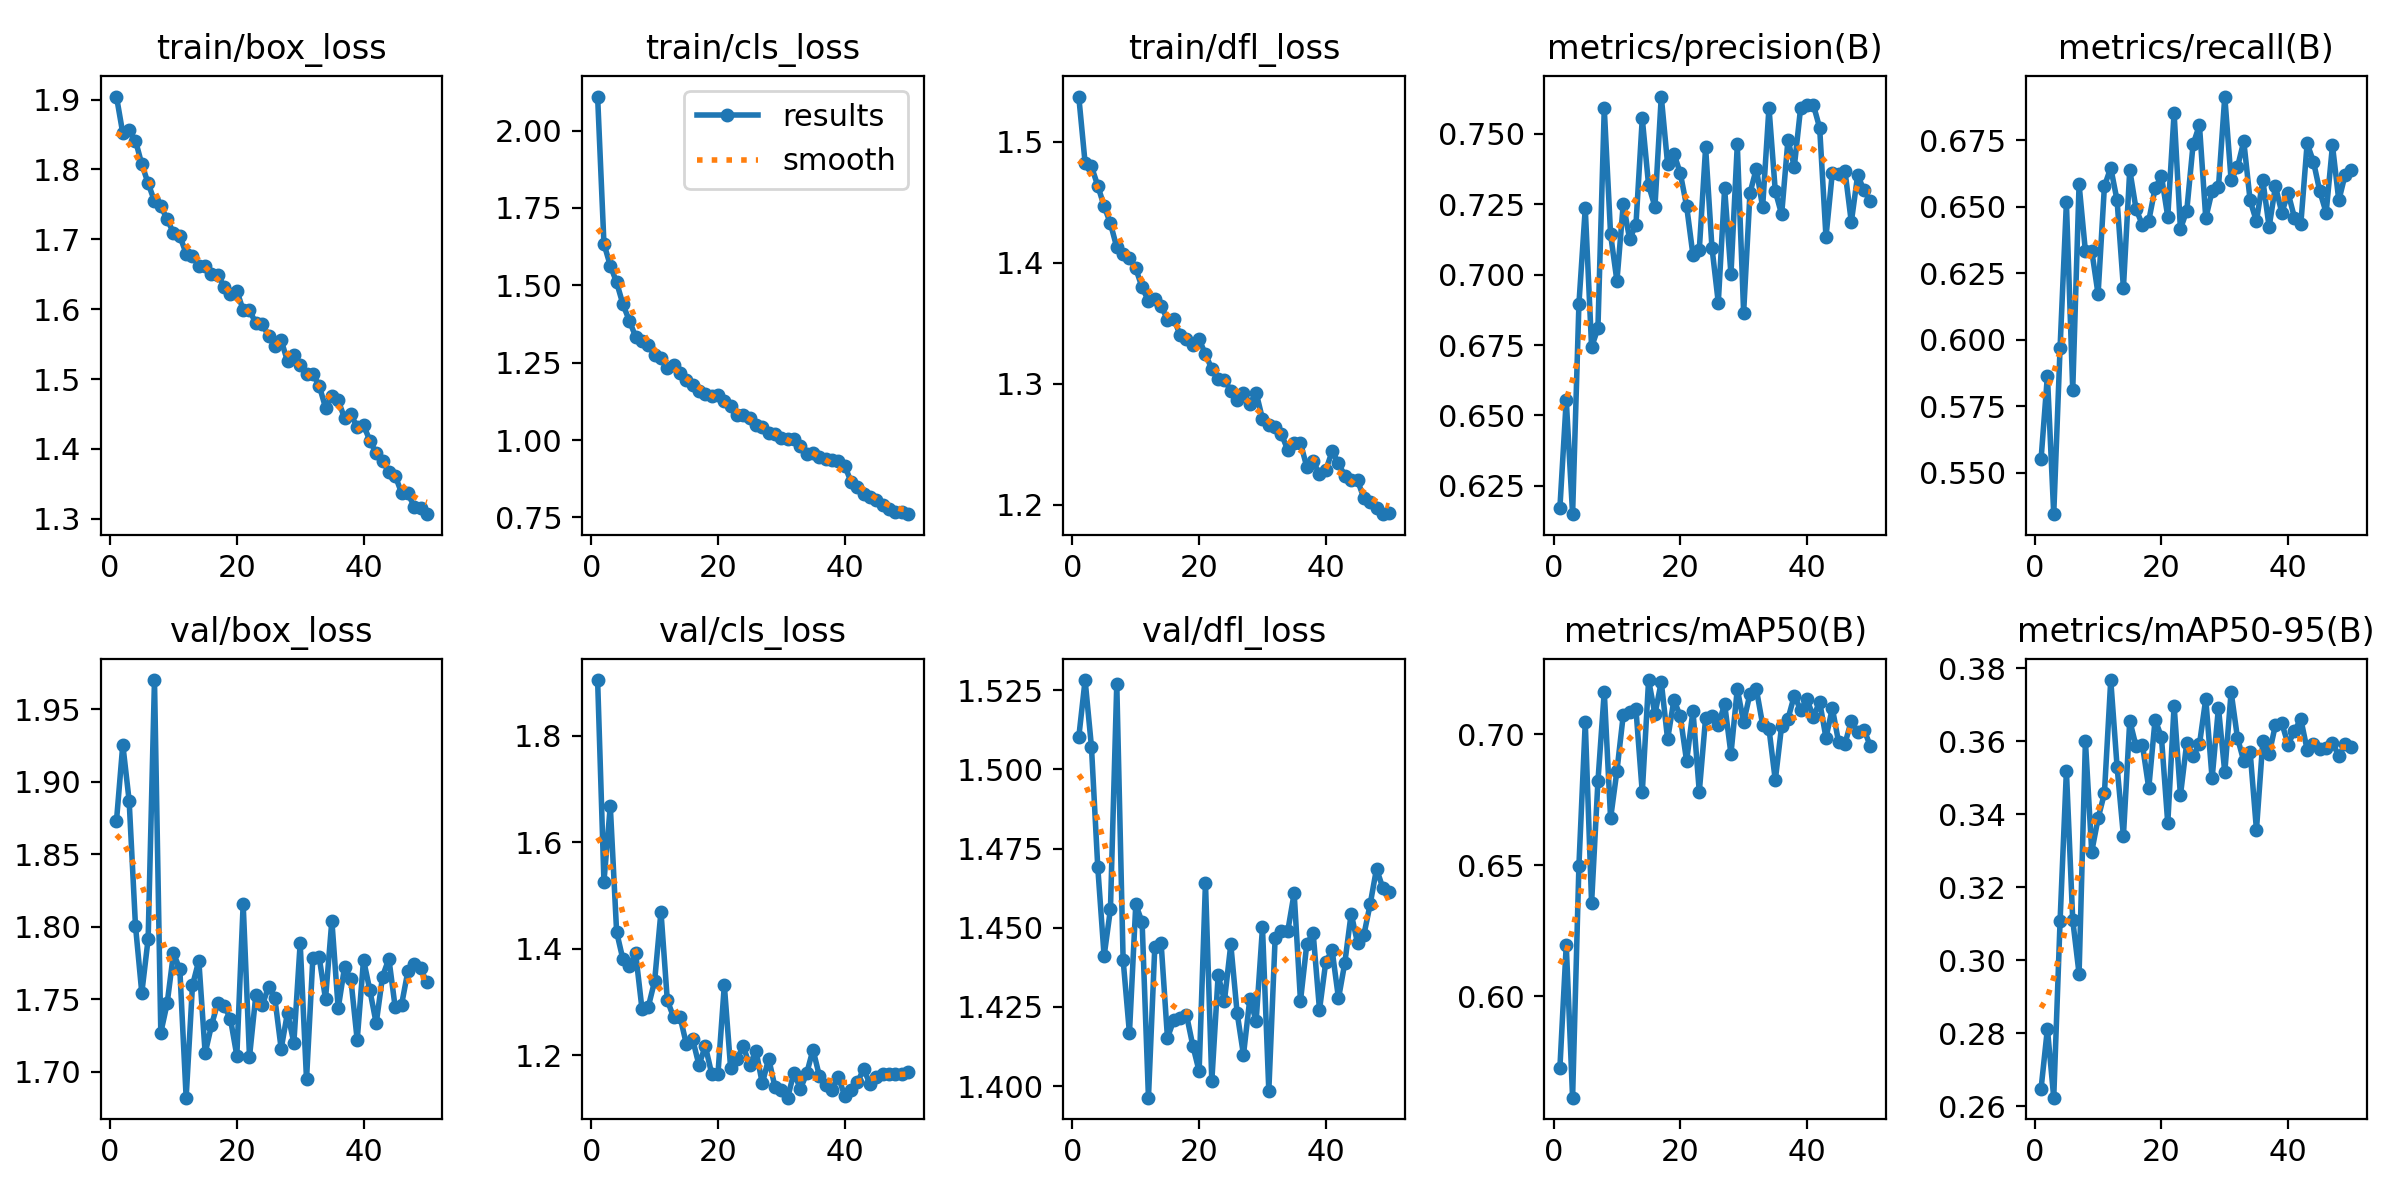 train/box_loss
1.9
1.8
1.7
1.6
1.5
1.4
1.3
0 20 40
train/cls_loss
results
smooth
2.00
1.75
1.50
1.25
1.00
0.75
0 20 40
train/dfl_loss
1.5
1.4
1.3
1.2
0 20 40
metrics/precision(B)
0.750
0.725
0.700
0.675
0.650
0.625
0 20 40
metrics/recall(B)
0.675
0.650
0.625
0.600
0.575
0.550
0 20 40
val/box_loss
1.95
1.90
1.85
1.80
1.75
1.70
0 20 40
val/cls_loss
1.8
1.6
1.4
1.2
0 20 40
val/dfl_loss
1.525
1.500
1.475
1.450
1.425
1.400
0 20 40
metrics/mAP50(B)
0.70
0.65
0.60
0 20 40
metrics/mAP50-95(B)
0.38
0.36
0.34
0.32
0.30
0.28
0.26
0 20 40